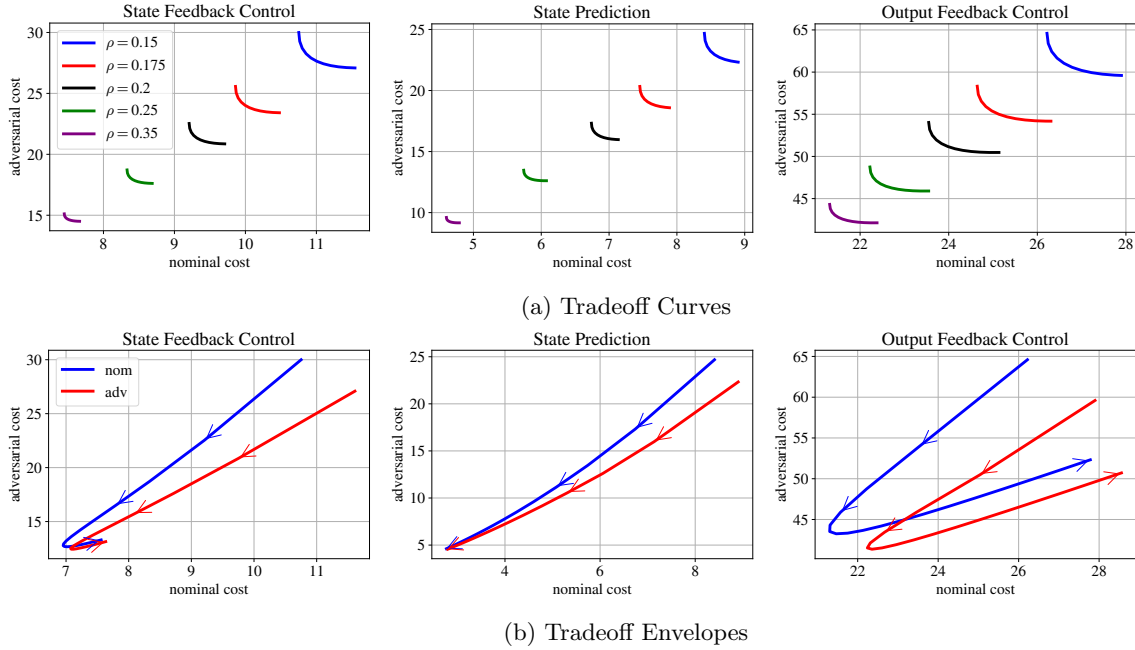 State Feedback Control
State Prediction
Output Feedback Control
adversarial cost
30
25
20
15
ρ = 0.15
ρ = 0.175
ρ = 0.2
ρ = 0.25
ρ = 0.35
8
9
10
11
nominal cost
adversarial cost
25
20
15
10
5
6
7
8
9
nominal cost
adversarial cost
65
60
55
50
45
22
24
26
28
nominal cost
(a) Tradeoff Curves
State Feedback Control
State Prediction
Output Feedback Control
adversarial cost
30
25
20
15
nom
adv
7
8
9
10
11
nominal cost
adversarial cost
25
20
15
10
5
4
6
8
nominal cost
adversarial cost
65
60
55
50
45
22
24
26
28
nominal cost
(b) Tradeoff Envelopes